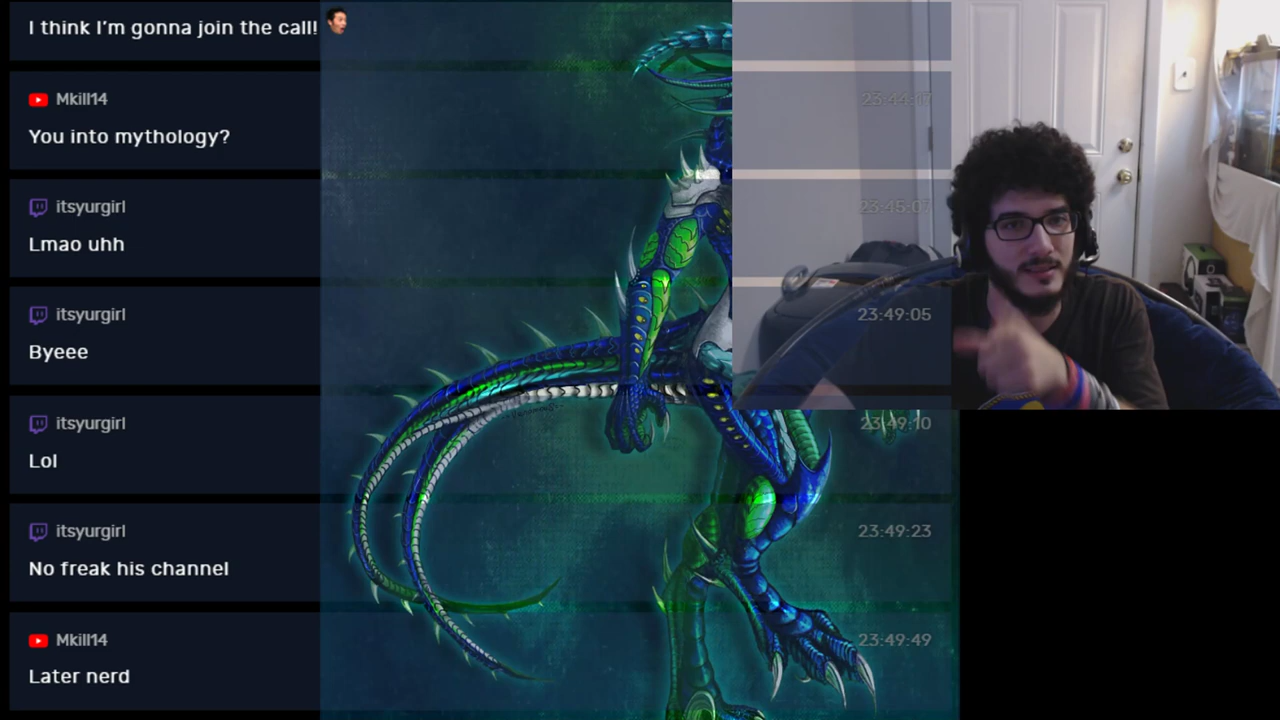 I think I'm gonna join the call!
Mkill14
23:44:17
You into mythology?
itsyurgirl
23:45:07
Lmao uhh
itsyurgirl
23:49:05
Byeee
itsyurgirl
23:49:10
Lol
itsyurgirl
23:49:23
No freak his channel
Mkill14
23:49:49
Later nerd